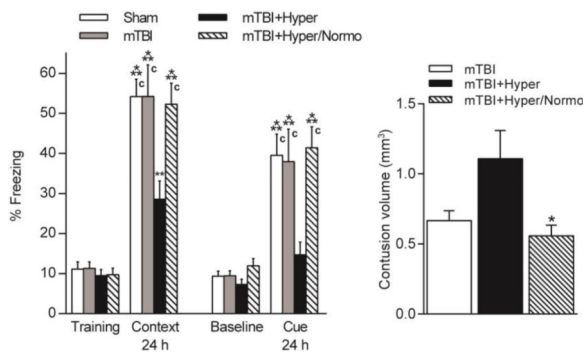 Sham
mTBI
mTBI+Hyper
mTBI+Hyper/Normo
% Freezing
60
50
40
30
20
10
0
***
c
***
c
**
***
c
***
c
***
c
***
c
Training
Context
24 h
Baseline
Cue
24 h
mTBI
mTBI+Hyper
mTBI+Hyper/Normo
Contusion volume (mm³)
1.5
1.0
0.5
0.0
*